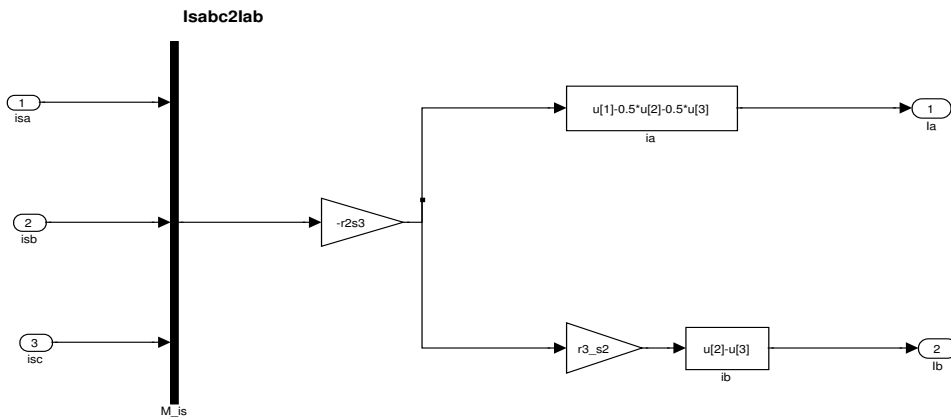 Isabc2Iab
1
isa
2
isb
3
isc
M_is
-r2s3
u[1]-0.5*u[2]-0.5*u[3]
ia
1
Ia
r3_s2
u[2]-u[3]
ib
2
Ib